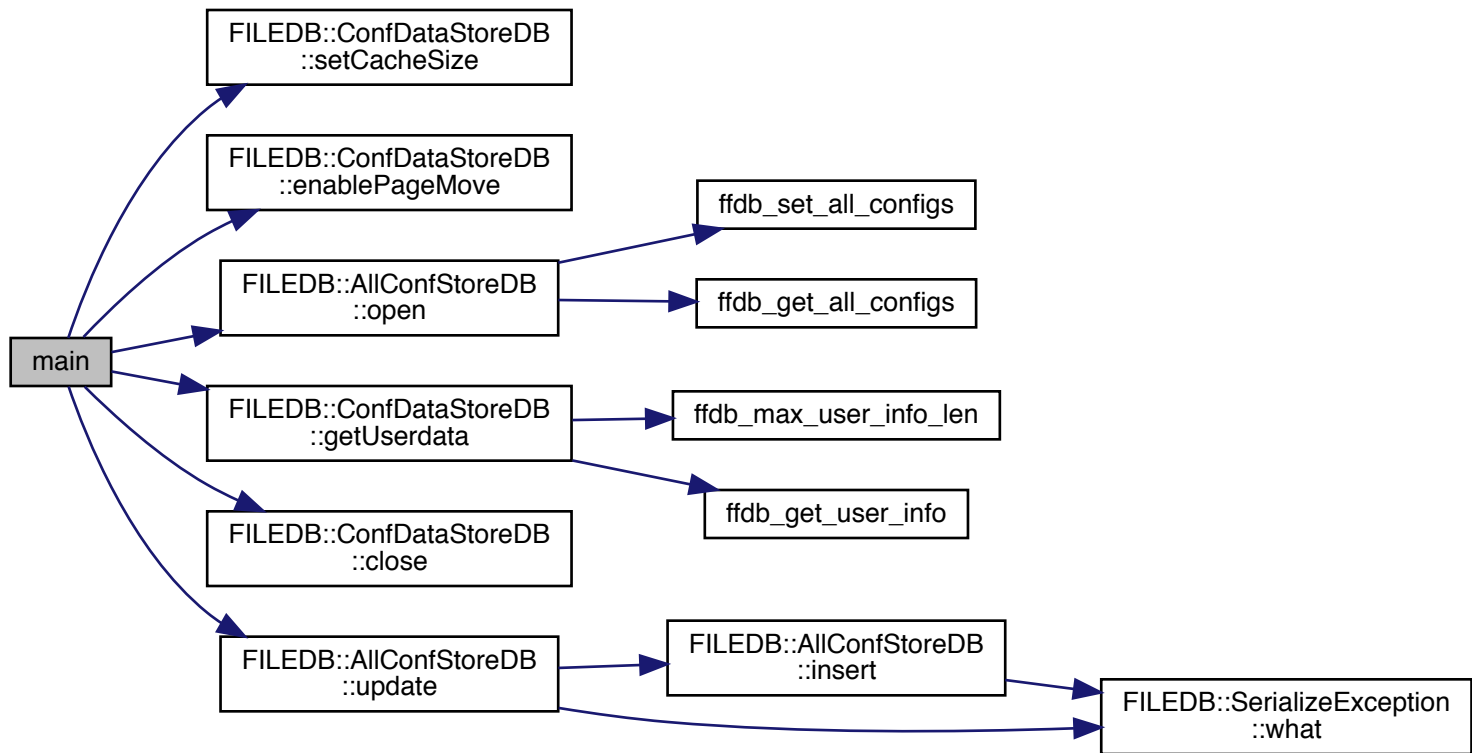 FILEDB::ConfDataStoreDB
::setCacheSize
FILEDB::ConfDataStoreDB
::enablePageMove
ffdb_set_all_configs
FILEDB::AllConfStoreDB
::open
ffdb_get_all_configs
main
FILEDB::ConfDataStoreDB
::getUserdata
ffdb_max_user_info_len
ffdb_get_user_info
FILEDB::ConfDataStoreDB
::close
FILEDB::AllConfStoreDB
::update
FILEDB::AllConfStoreDB
::insert
FILEDB::SerializeException
::what